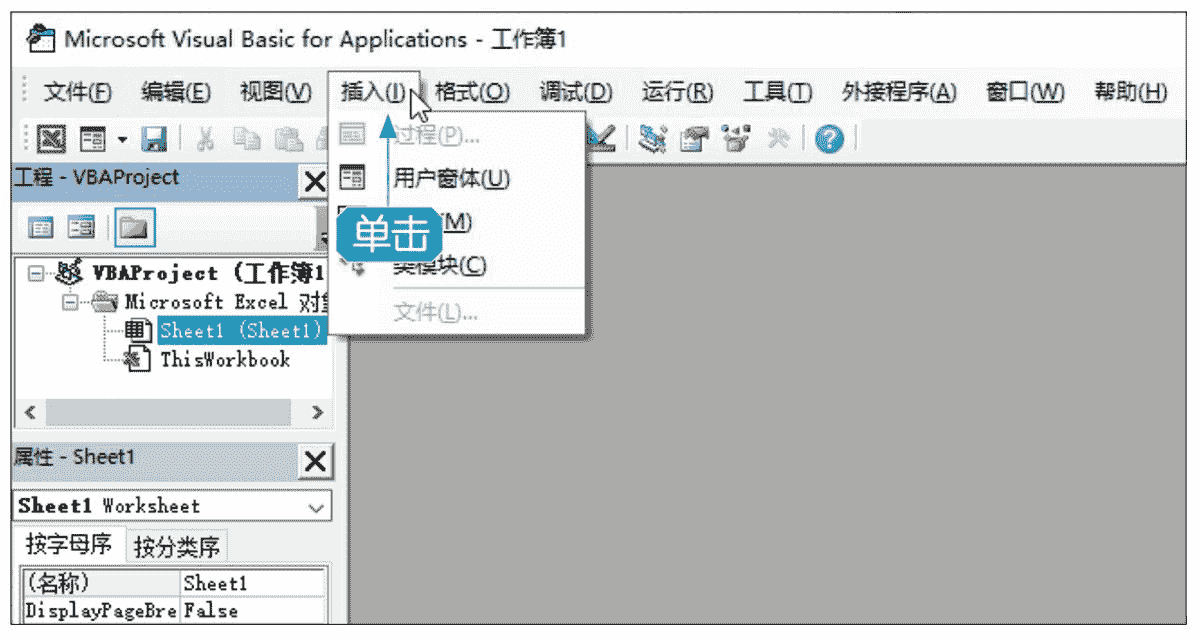 Microsoft Visual Basic for Applications - 工作簿1
文件(F) 编辑(E) 视图(V) 插入(I) 格式(O) 调试(D) 运行(R) 工具(T) 外接程序(A) 窗口(W) 帮助(H)
过程(P)...
用户窗体(U)
(M)
类模块(C)
文件(L)...
单击
工程 - VBAProject
VBAProject (工作簿1
Microsoft Excel 对
Sheet1 (Sheet1)
ThisWorkbook
属性 - Sheet1
Sheet1 Worksheet
按字母序 按分类序
(名称) Sheet1
DisplayPageBre False